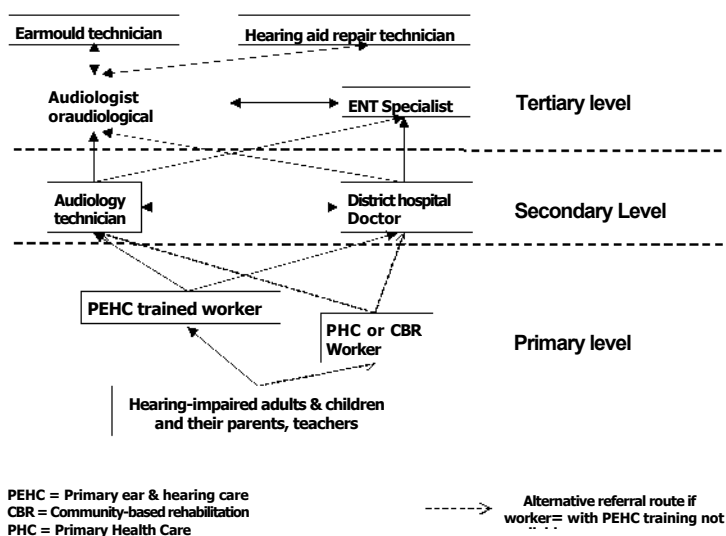 Earmould technician
Hearing aid repair technician
Audiologist
oraudiological
ENT Specialist
Tertiary level
Audiology
technician
District hospital
Doctor
Secondary Level
PEHC trained worker
PHC or CBR
Worker
Primary level
Hearing-impaired adults & children
and their parents, teachers
PEHC = Primary ear & hearing care
CBR = Community-based rehabilitation
PHC = Primary Health Care
Alternative referral route if
worker= with PEHC training not